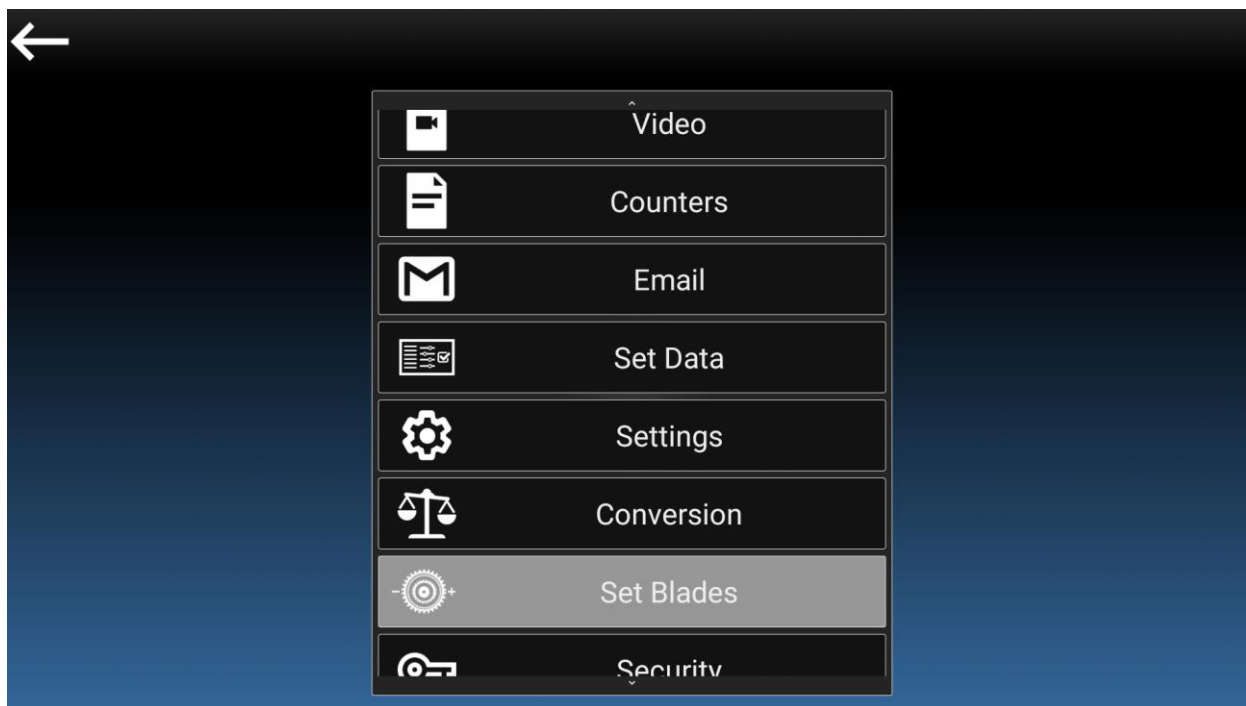 Video
Counters
Email
Set Data
Settings
Conversion
Set Blades
Security